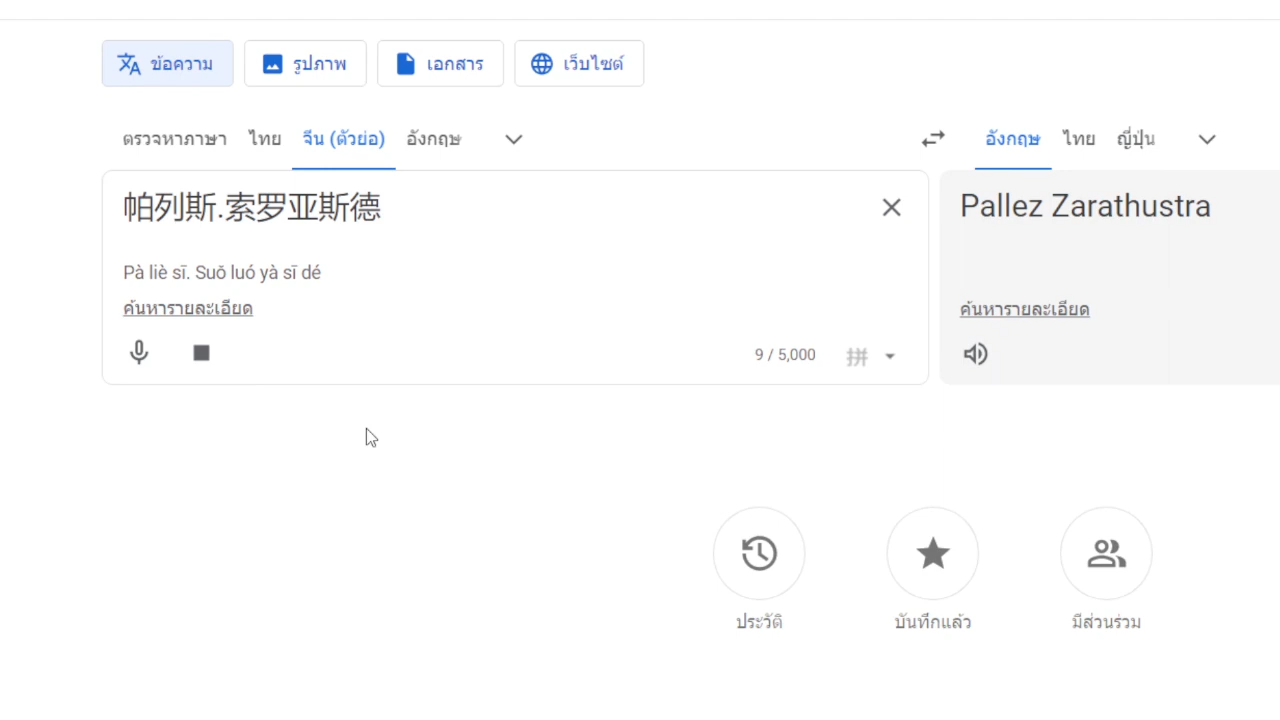 ข้อความ รูปภาพ เอกสาร เว็บไซต์
ตรวจหาภาษา ไทย จีน (ตัวย่อ) อังกฤษ
อังกฤษ ไทย ญี่ปุ่น
帕列斯.索罗亚斯德
Pà liè sī. Suǒ luó yà sī dé
ค้นหารายละเอียด
9 / 5,000
拼
Pallez Zarathustra
ค้นหารายละเอียด
ประวัติ
บันทึกแล้ว
มีส่วนร่วม